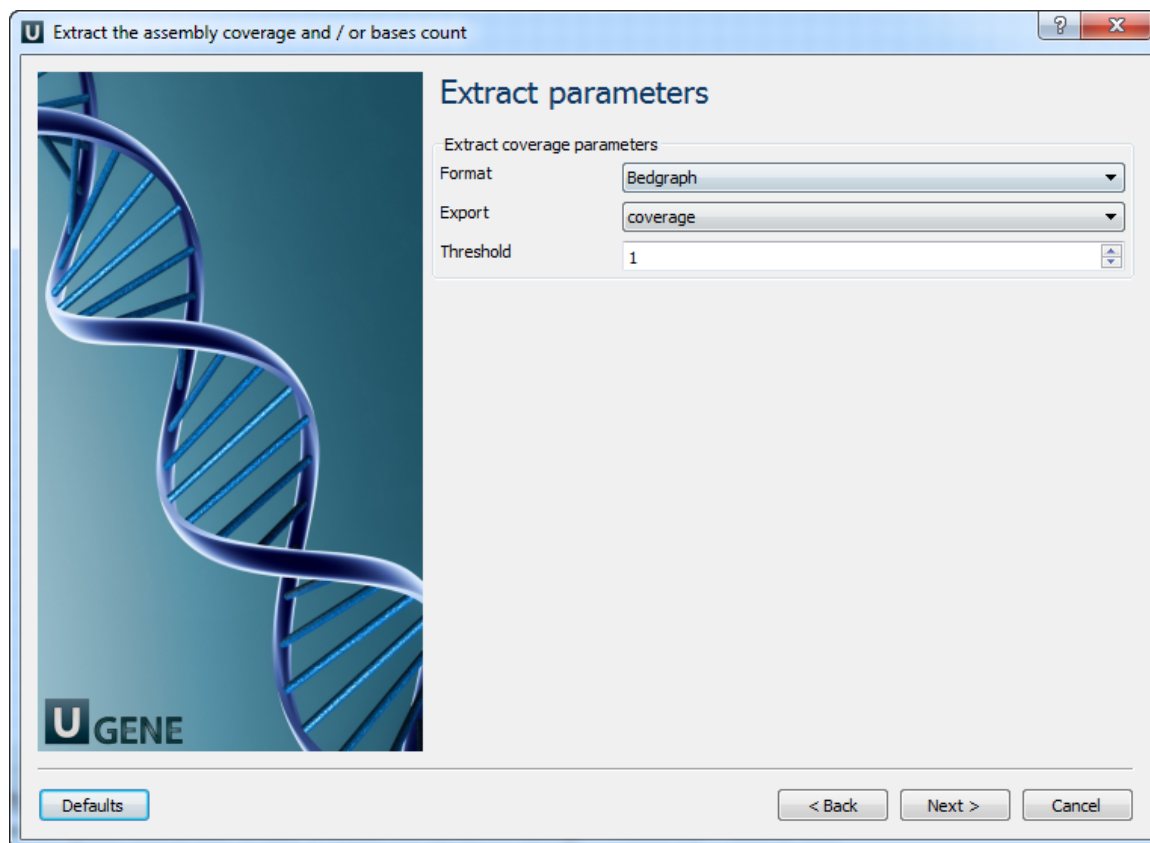 U Extract the assembly coverage and / or bases count
?
X
Extract parameters
Extract coverage parameters
Format Bedgraph
Export coverage
Threshold 1
U GENE
Defaults < Back Next > Cancel